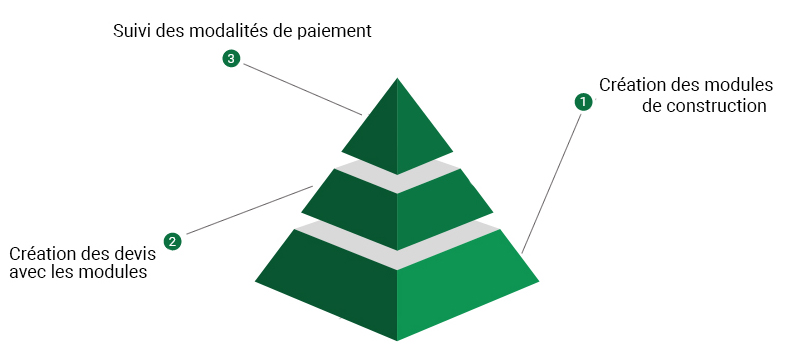 Suivi des modalités de paiement
3
Création des modules
de construction
1
2
Création des devis
avec les modules